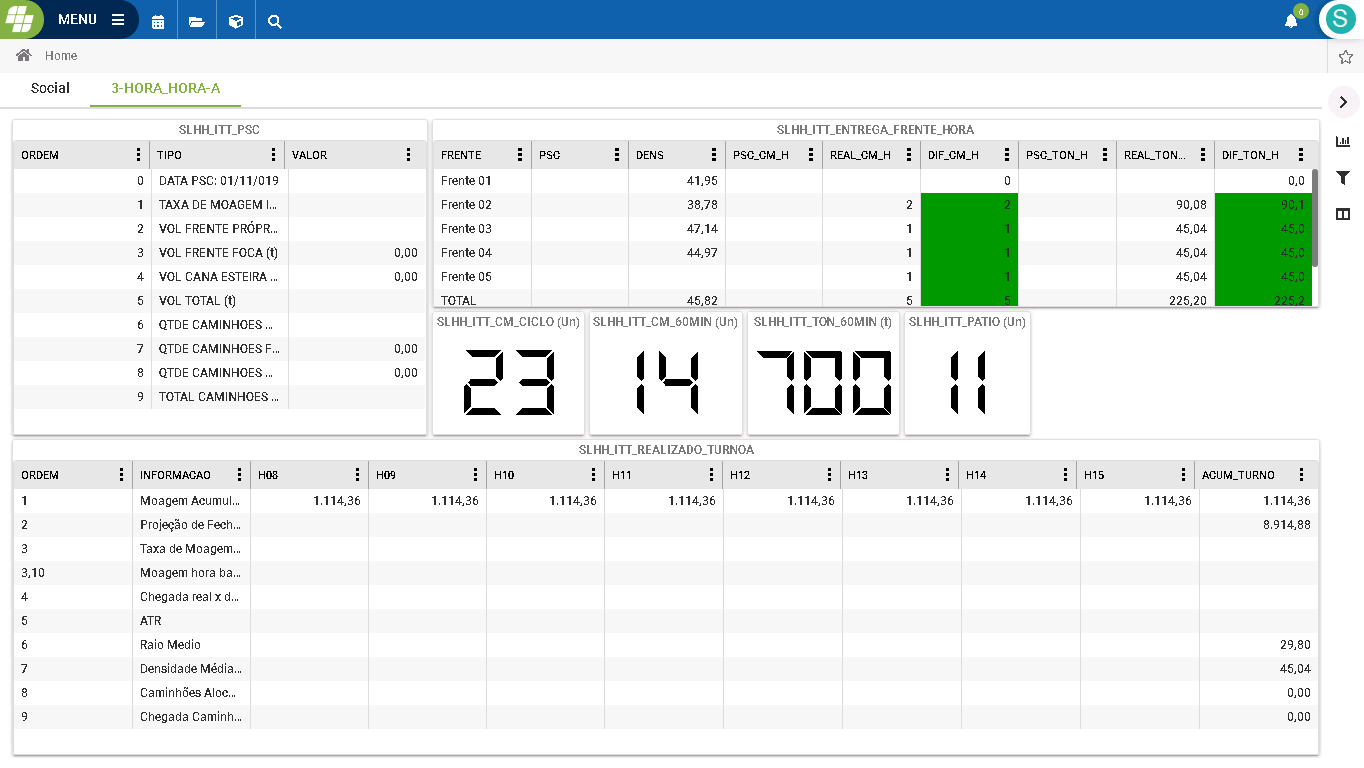 MENU
0
S
Home
Social 3-HORA_HORA-A
SLHH_ITT_PSC
ORDEM TIPO VALOR
0 DATA PSC: 01/11/019
1 TAXA DE MOAGEM I...
2 VOL FRENTE PRÓPR...
3 VOL FRENTE FOCA (t) 0,00
4 VOL CANA ESTEIRA ... 0,00
5 VOL TOTAL (t)
6 QTDE CAMINHOES ...
7 QTDE CAMINHOES F... 0,00
8 QTDE CAMINHOES ... 0,00
9 TOTAL CAMINHOES ...
SLHH_ITT_ENTREGA_FRENTE_HORA
FRENTE PSC DENS PSC_CM_H REAL_CM_H DIF_CM_H PSC_TON_H REAL_TON... DIF_TON_H
Frente 01 41,95 0 0,0
Frente 02 38,78 2 2 90,08 90,1
Frente 03 47,14 1 1 45,04 45,0
Frente 04 44,97 1 1 45,04 45,0
Frente 05 1 1 45,04 45,0
TOTAL 45,82 5 5 225,20 225,2
SLHH_ITT_CM_CICLO (Un)
23
SLHH_ITT_CM_60MIN (Un)
14
SLHH_ITT_TON_60MIN (t)
700
SLHH_ITT_PATIO (Un)
11
SLHH_ITT_REALIZADO_TURNOA
ORDEM INFORMACAO H08 H09 H10 H11 H12 H13 H14 H15 ACUM_TURNO
1 Moagem Acumul... 1.114,36 1.114,36 1.114,36 1.114,36 1.114,36 1.114,36 1.114,36 1.114,36 1.114,36
2 Projeção de Fech... 8.914,88
3 Taxa de Moagem...
3,10 Moagem hora ba...
4 Chegada real x d...
5 ATR
6 Raio Medio 29,80
7 Densidade Média... 45,04
8 Caminhões Aloc... 0,00
9 Chegada Caminh... 0,00